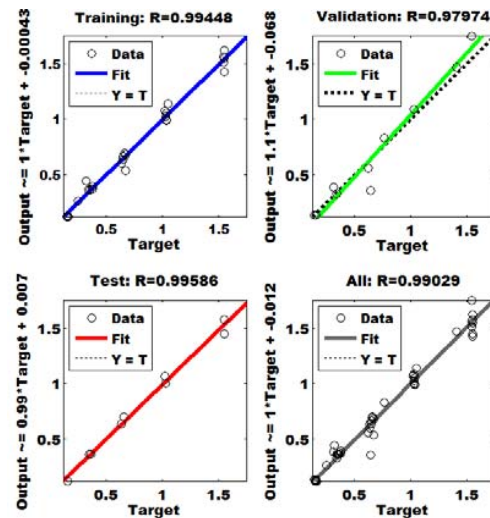 Training: R=0.99448
Output ~= 1*Target + -0.00043
Data
Fit
Y = T
1.5
1
0.5
0.5 1 1.5
Target
Validation: R=0.97974
Output ~= 1.1*Target + -0.068
Data
Fit
Y = T
1.5
1
0.5
0.5 1 1.5
Target
Test: R=0.99586
Output ~= 0.99*Target + 0.007
Data
Fit
Y = T
1.5
1
0.5
0.5 1 1.5
Target
All: R=0.99029
Output ~= 1*Target + -0.012
Data
Fit
Y = T
1.5
1
0.5
0.5 1 1.5
Target